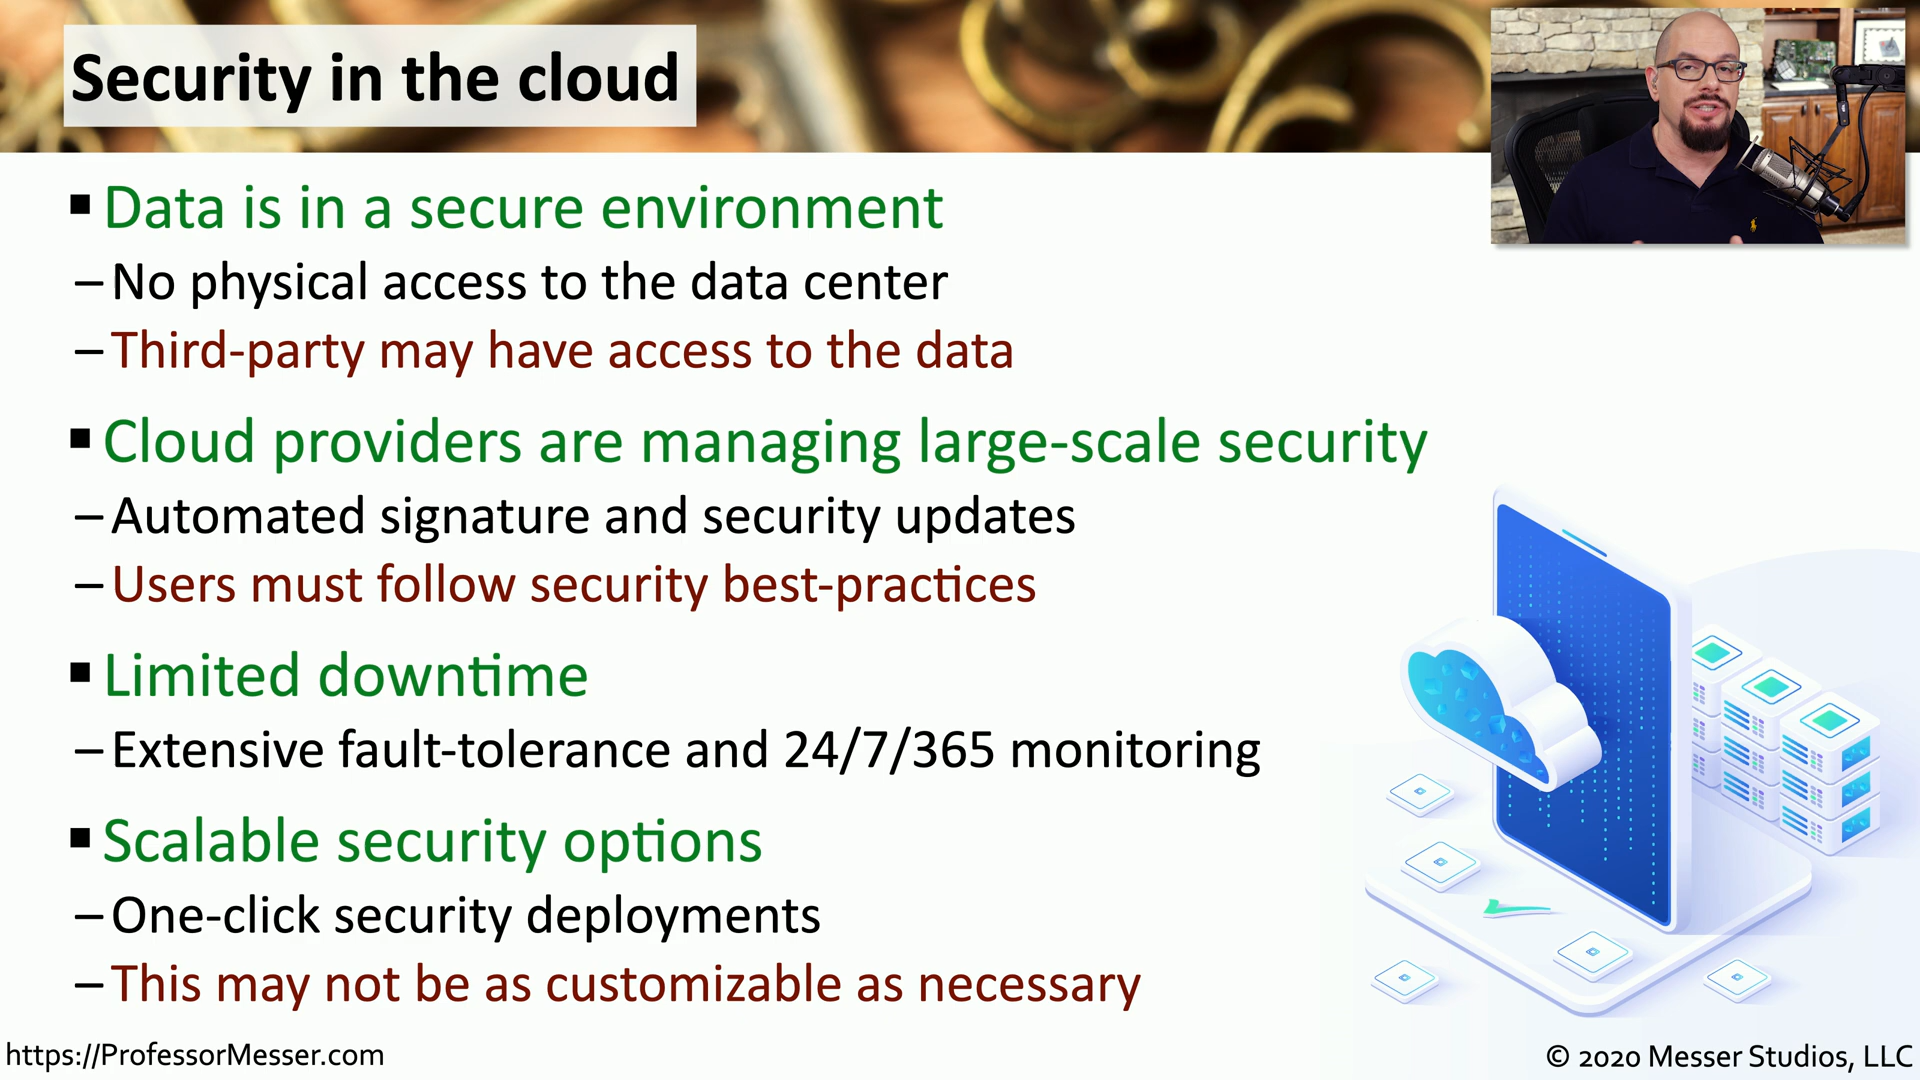 Security in the cloud
▪ Data is in a secure environment
– No physical access to the data center
– Third-party may have access to the data
▪ Cloud providers are managing large-scale security
– Automated signature and security updates
– Users must follow security best-practices
▪ Limited downtime
– Extensive fault-tolerance and 24/7/365 monitoring
▪ Scalable security options
– One-click security deployments
– This may not be as customizable as necessary
https://ProfessorMesser.com
© 2020 Messer Studios, LLC